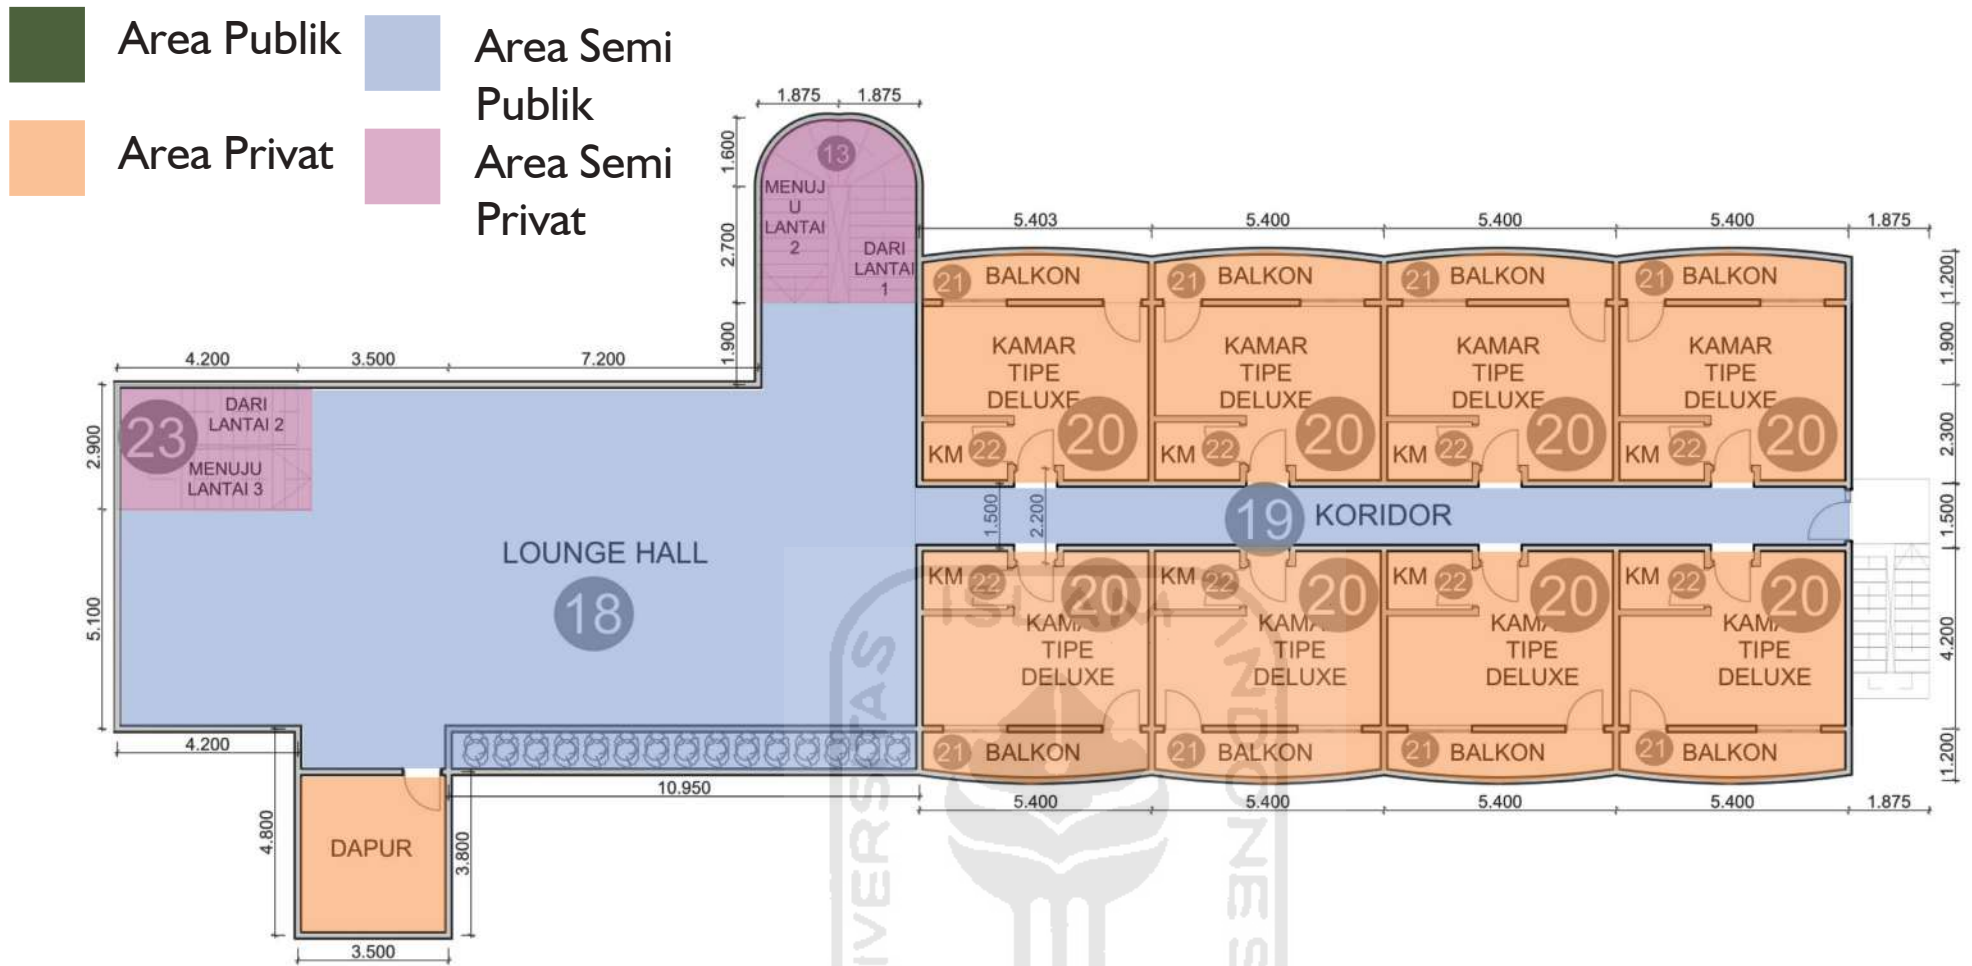 Area Publik
Area Semi
Publik
Area Privat
Area Semi
Privat
1.875 1.875
1.600
13
MENUJ
U
LANTAI
2
DARI
LANTAI
1
2.700
1.900
5.403 5.400 5.400 5.400 1.875
21 BALKON 21 BALKON 21 BALKON 21 BALKON
1.200
KAMAR
TIPE
DELUXE
KAMAR
TIPE
DELUXE
KAMAR
TIPE
DELUXE
KAMAR
TIPE
DELUXE
1.900
4.200 3.500 7.200
23
DARI
LANTAI 2
MENUJU
LANTAI 3
2.900
20 20 20 20
KM 22 KM 22 KM 22 KM 22
2.300
1.500 2.200
19 KORIDOR
1.500
LOUNGE HALL
18
5.100
KM 22 20 KM 22 20 KM 22 20 KM 22 20
TIPE
DELUXE
TIPE
DELUXE
TIPE
DELUXE
TIPE
DELUXE
4.200
21 BALKON 21 BALKON 21 BALKON 21 BALKON
1.200
4.200
10.950
5.400 5.400 5.400 5.400 1.875
4.800
DAPUR
3.800
3.500
ISLAM